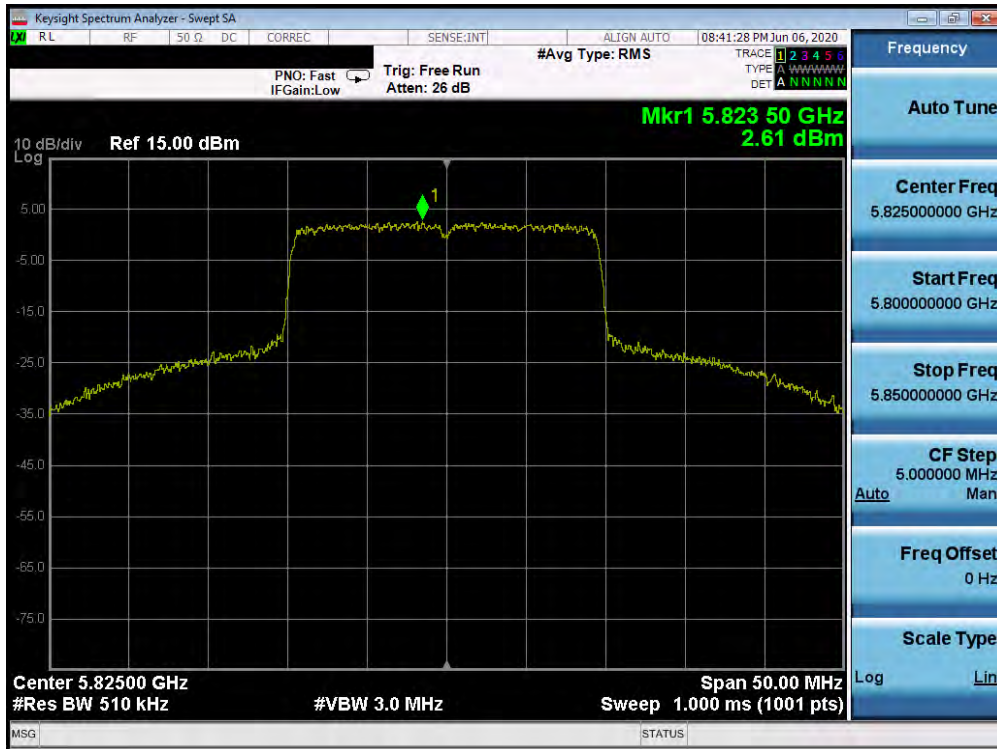 Keysight Spectrum Analyzer - Swept SA
LXI RL RF 50 Ω DC CORREC SENSE:INT ALIGN AUTO 08:41:28 PM Jun 06, 2020
Frequency
PNO: Fast
IFGain:Low
Trig: Free Run
Atten: 26 dB
#Avg Type: RMS
TRACE 1 2 3 4 5 6
TYPE A WWWWW
DET A N N N N N
Auto Tune
Mkr1 5.823 50 GHz
2.61 dBm
10 dB/div Ref 15.00 dBm
Log
1
5.00
-5.00
-15.0
-25.0
-35.0
-45.0
-55.0
-65.0
-75.0
Center Freq
5.825000000 GHz
Start Freq
5.800000000 GHz
Stop Freq
5.850000000 GHz
CF Step
5.000000 MHz
Auto Man
Freq Offset
0 Hz
Scale Type
Log Lin
Center 5.82500 GHz Span 50.00 MHz
#Res BW 510 kHz #VBW 3.0 MHz Sweep 1.000 ms (1001 pts)
MSG STATUS